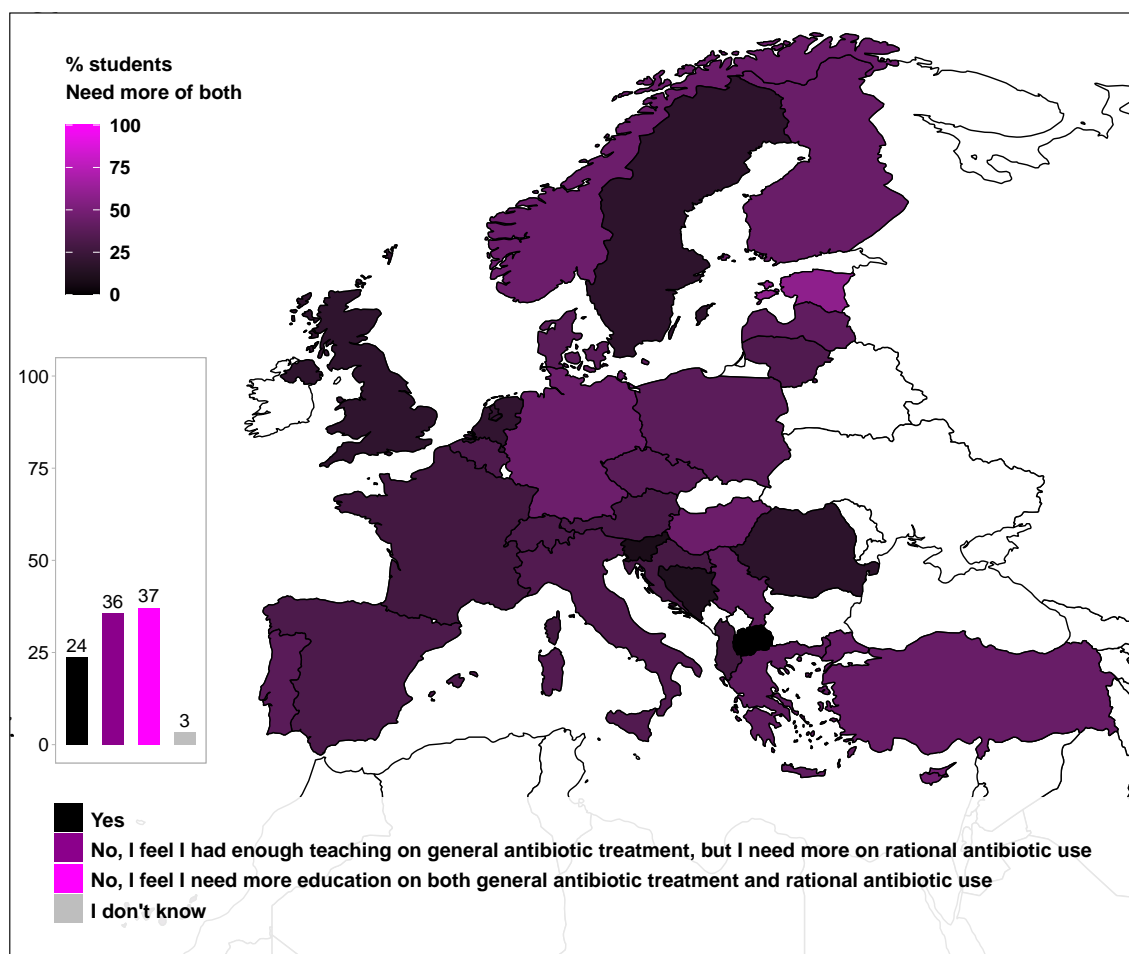 % students
Need more of both
100
75
50
25
0
100
75
50
25
0
24
36
37
3
Yes
No, I feel I had enough teaching on general antibiotic treatment, but I need more on rational antibiotic use
No, I feel I need more education on both general antibiotic treatment and rational antibiotic use
I don't know